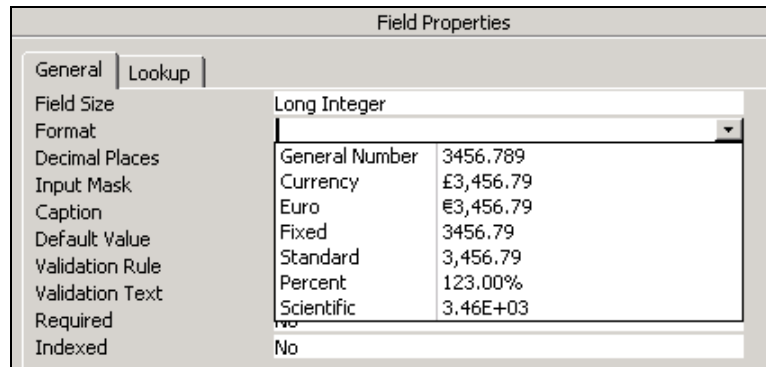 Field Properties
General Lookup
Field Size Long Integer
Format
Decimal Places General Number 3456.789
Input Mask Currency £3,456.79
Caption Euro €3,456.79
Default Value Fixed 3456.79
Validation Rule Standard 3,456.79
Validation Text Percent 123.00%
Required Scientific 3.46E+03
Indexed No